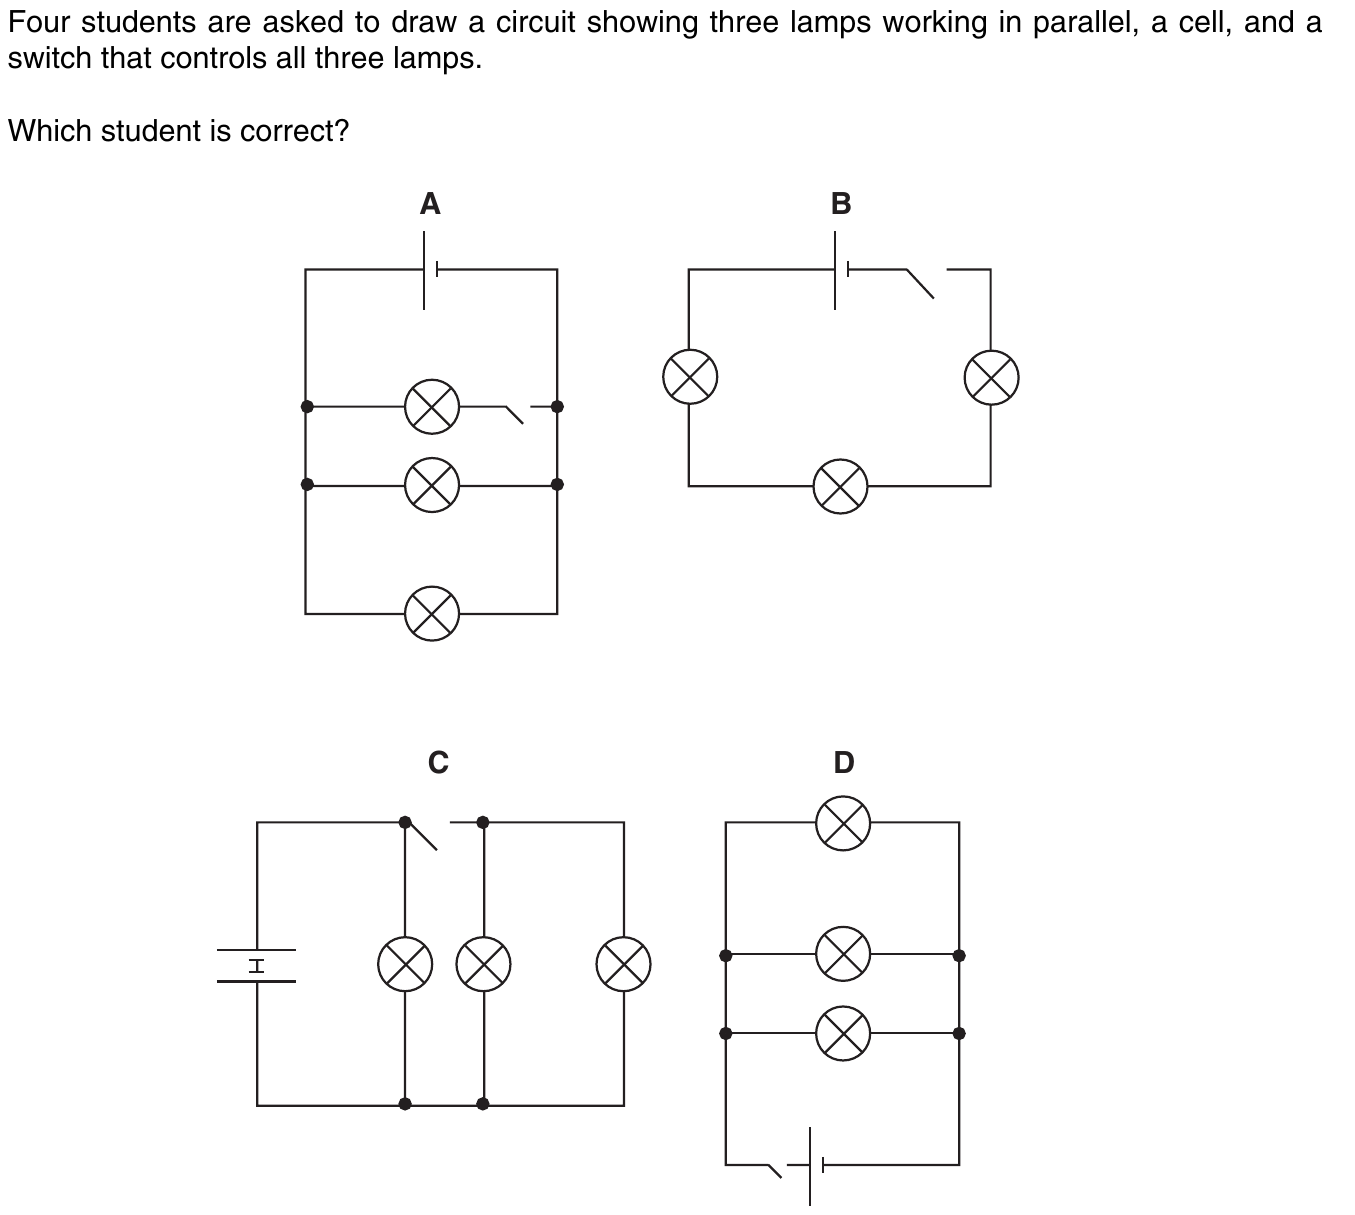 Four students are asked to draw a circuit showing three lamps working in parallel, a cell, and a
switch that controls all three lamps.
Which student is correct?
A
B
C
D